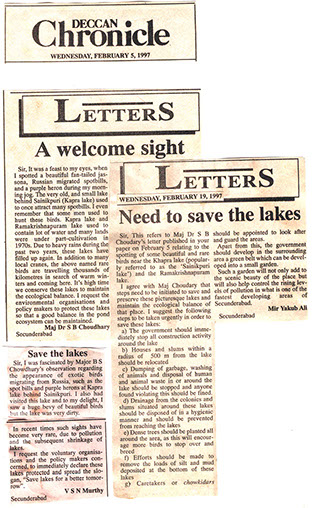 DECCAN
Chronicle
WEDNESDAY, FEBRUARY 5, 1997
LETTERS
A welcome sight
Sir, It was a feast to my eyes, when
I spotted a beautiful fan-tailed jas-
sons, Russian migrated spotbills,
and a purple heron during my morn-
ing jog. The very old, and small lake
behind Sainikpuri (Kapra lake) used
to once attract many spotbills. I even
remember that some men used to
hunt these birds. Kapra lake and
Ramakrishnapuram lake used to
contain lot of water and many lands
were under part-cultivation in
1970s. Due to heavy rains during the
past two years, these lakes have
filled up again. In addition to many
local cranes, the above named rare
birds are travelling thousands of
kilometres in search of warm win-
ters and coming here. It's high time
we conserve these lakes to maintain
the ecological balance. I request the
environmental organisations and
policy makers to protect these lakes
so that a good balance in the pond
ecosystem can be maintained.
Maj Dr S B Choudhary
Secunderabad
Save the lakes
Sir, I was fascinated by Major B S
Chowdhary's observation regarding
the appearance of exotic birds
migrating from Russia, such as the
spot bills and purple herons at Kapra
lake behind Sainikpuri. I also had
visited this lake and to my delight, I
saw a huge bevy of beautiful birds
but the lake was very dirty.
In recent times such sights have
become very rare, due to pollution
and the subsequent shrinkage of
lakes.
I request the voluntary organisa-
tions and the policy makers con-
cerned, to immediately declare these
lakes protected and spread the slo-
gan, "Save lakes for a better tomor-
row".
V S N Murthy
Secunderabad
LETTERS
WEDNESDAY, FEBRUARY 19, 1997
Need to save the lakes
Sir, This refers to Maj Dr S B
Choudary's letter published in your
paper on February 5 relating to the
spotting of some beautiful and rare
birds near the Khapra lake (popular-
ly referred to as the "Sainikpuri
lake") and the Ramakrishnapuram
lake.
I agree with Maj Choudary that
steps need to be initiated to save and
preserve these picturesque lakes and
maintain the ecological balance of
that place. I suggest the following
steps to be taken urgently in order to
save these lakes:
a) The government should imme-
diately stop all construction activity
around the lake
b) Houses and slums within a
radius of 500 m from the lake
should be relocated
c) Dumping of garbage, washing
of animals and disposal of human
and animal waste in or around the
lake should be stopped and anyone
found violating this should be fined.
d) Drainage from the colonies and
slums situated around these lakes
should be disposed of in a hygienic
manner and should be prevented
from reaching the lakes
e) Some trees should be planted all
around the area, as this will encour-
age more birds to stop over and
breed
f) Efforts should be made to
remove the loads of silt and mud
deposited at the bottom of these
lakes
g) Caretakers or chowkidars
should be appointed to look after
and guard the areas.
Apart from this, the government
should develop in the surrounding
area a green belt which can be devel-
oped into a small garden.
Such a garden will not only add to
the scenic beauty of the place but
will also help control the rising lev-
els of pollution in what is one of the
fastest developing areas of
Secunderabad.
Mir Yakub Ali
Secunderabad